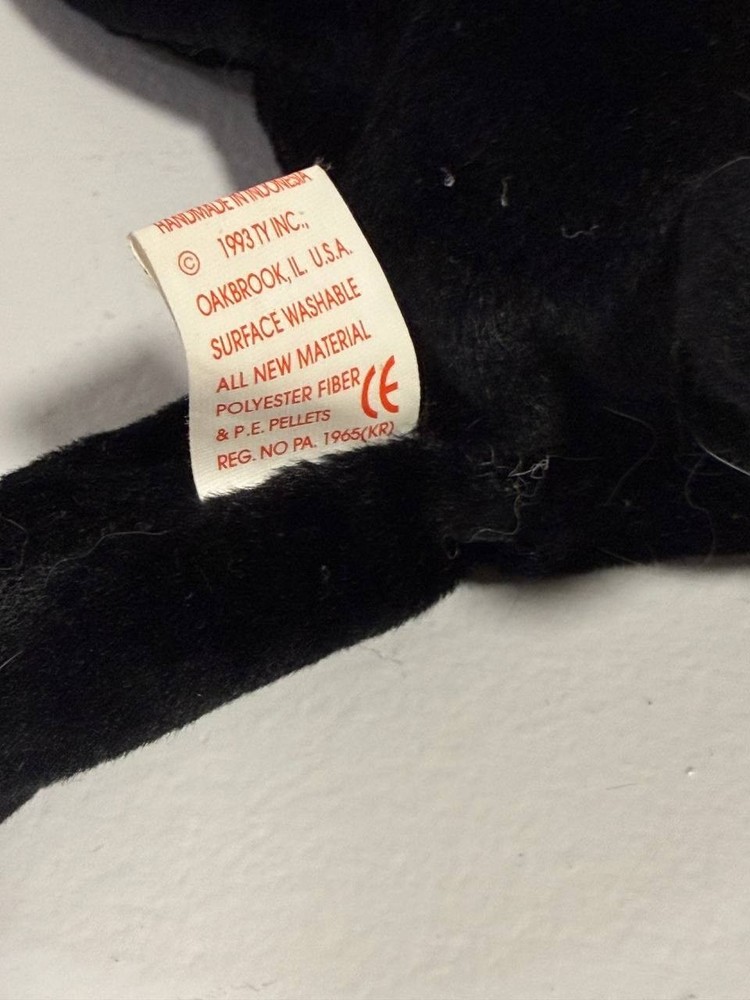 HANDMADE IN INDONESIA
© 1993 TY INC.,
OAKBROOK, IL. U.S.A.
SURFACE WASHABLE
ALL NEW MATERIAL
POLYESTER FIBER CE
& P.E. PELLETS
REG. NO PA. 1965(KR)